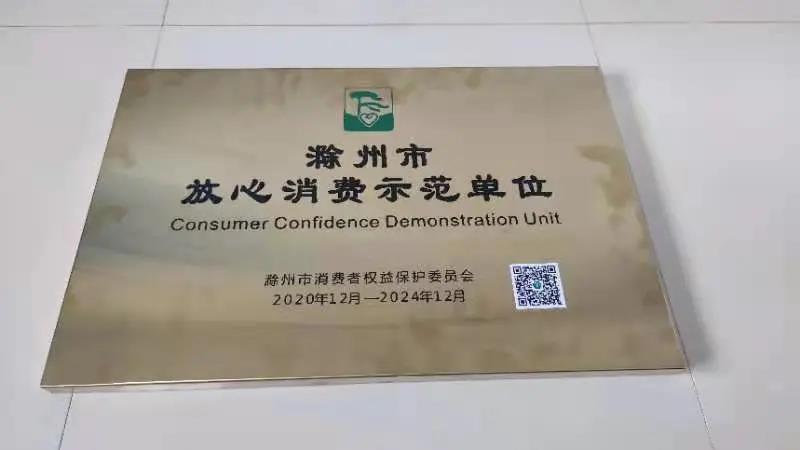 滁州市
放心消费示范单位
Consumer Confidence Demonstration Unit
滁州市消费者权益保护委员会
2020年12月—2024年12月